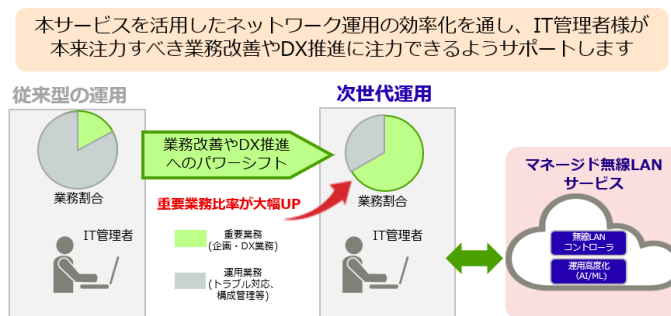 本サービスを活用したネットワーク運用の効率化を通し、IT管理者様が
本来注力すべき業務改善やDX推進に注力できるようサポートします
従来型の運用
業務割合
IT管理者
業務改善やDX推進
へのパワーシフト
重要業務比率が大幅UP
重要業務
(企画・DX業務)
運用業務
(トラブル対応、
構成管理等)
次世代運用
業務割合
IT管理者
マネージド無線LAN
サービス
無線LAN
コントローラ
運用高度化
(AI/ML)